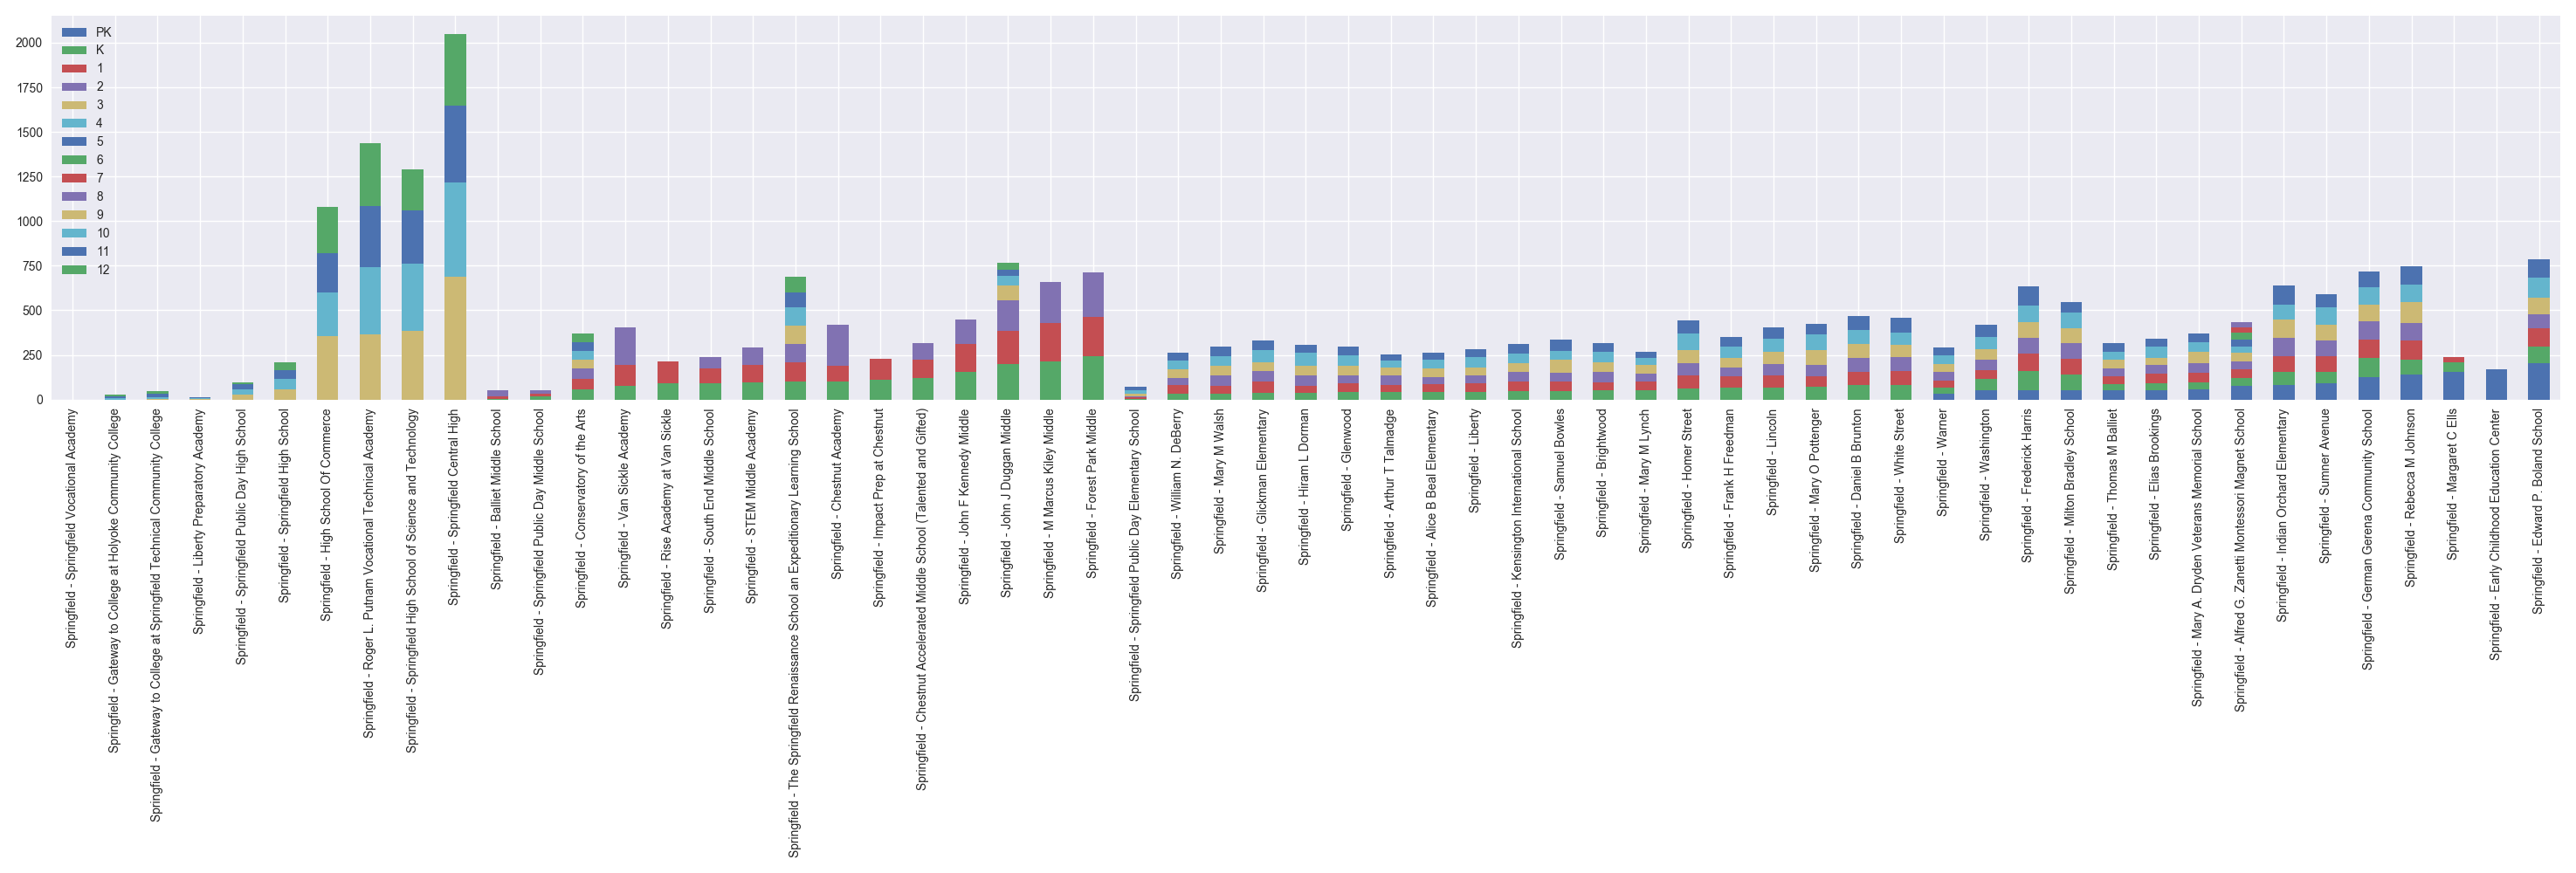 2000
1750
1500
1250
1000
750
500
250
0
PK
K
1
2
3
4
5
6
7
8
9
10
11
12
Springfield - Springfield Vocational Academy
Springfield - Gateway to College at Holyoke Community College
Springfield - Gateway to College at Springfield Technical Community College
Springfield - Liberty Preparatory Academy
Springfield - Springfield Public Day High School
Springfield - Springfield High School
Springfield - High School Of Commerce
Springfield - Roger L. Putnam Vocational Technical Academy
Springfield - Springfield High School of Science and Technology
Springfield - Springfield Central High
Springfield - Balliet Middle School
Springfield - Springfield Public Day Middle School
Springfield - Conservatory of the Arts
Springfield - Van Sickle Academy
Springfield - Rise Academy at Van Sickle
Springfield - South End Middle School
Springfield - STEM Middle Academy
Springfield - The Springfield Renaissance School an Expeditionary Learning School
Springfield - Chestnut Academy
Springfield - Impact Prep at Chestnut
Springfield - Chestnut Accelerated Middle School (Talented and Gifted)
Springfield - John F Kennedy Middle
Springfield - John J Duggan Middle
Springfield - M Marcus Kiley Middle
Springfield - Forest Park Middle
Springfield - Springfield Public Day Elementary School
Springfield - William N. DeBerry
Springfield - Mary M Walsh
Springfield - Glickman Elementary
Springfield - Hiram L Dorman
Springfield - Glenwood
Springfield - Arthur T Talmadge
Springfield - Alice B Beal Elementary
Springfield - Liberty
Springfield - Kensington International School
Springfield - Samuel Bowles
Springfield - Brightwood
Springfield - Mary M Lynch
Springfield - Homer Street
Springfield - Frank H Freedman
Springfield - Lincoln
Springfield - Mary O Pottenger
Springfield - Daniel B Brunton
Springfield - White Street
Springfield - Warner
Springfield - Washington
Springfield - Frederick Harris
Springfield - Milton Bradley School
Springfield - Thomas M Balliet
Springfield - Elias Brookings
Springfield - Mary A. Dryden Veterans Memorial School
Springfield - Alfred G. Zanetti Montessori Magnet School
Springfield - Indian Orchard Elementary
Springfield - Sumner Avenue
Springfield - German Gerena Community School
Springfield - Rebecca M Johnson
Springfield - Margaret C Ells
Springfield - Early Childhood Education Center
Springfield - Edward P. Boland School